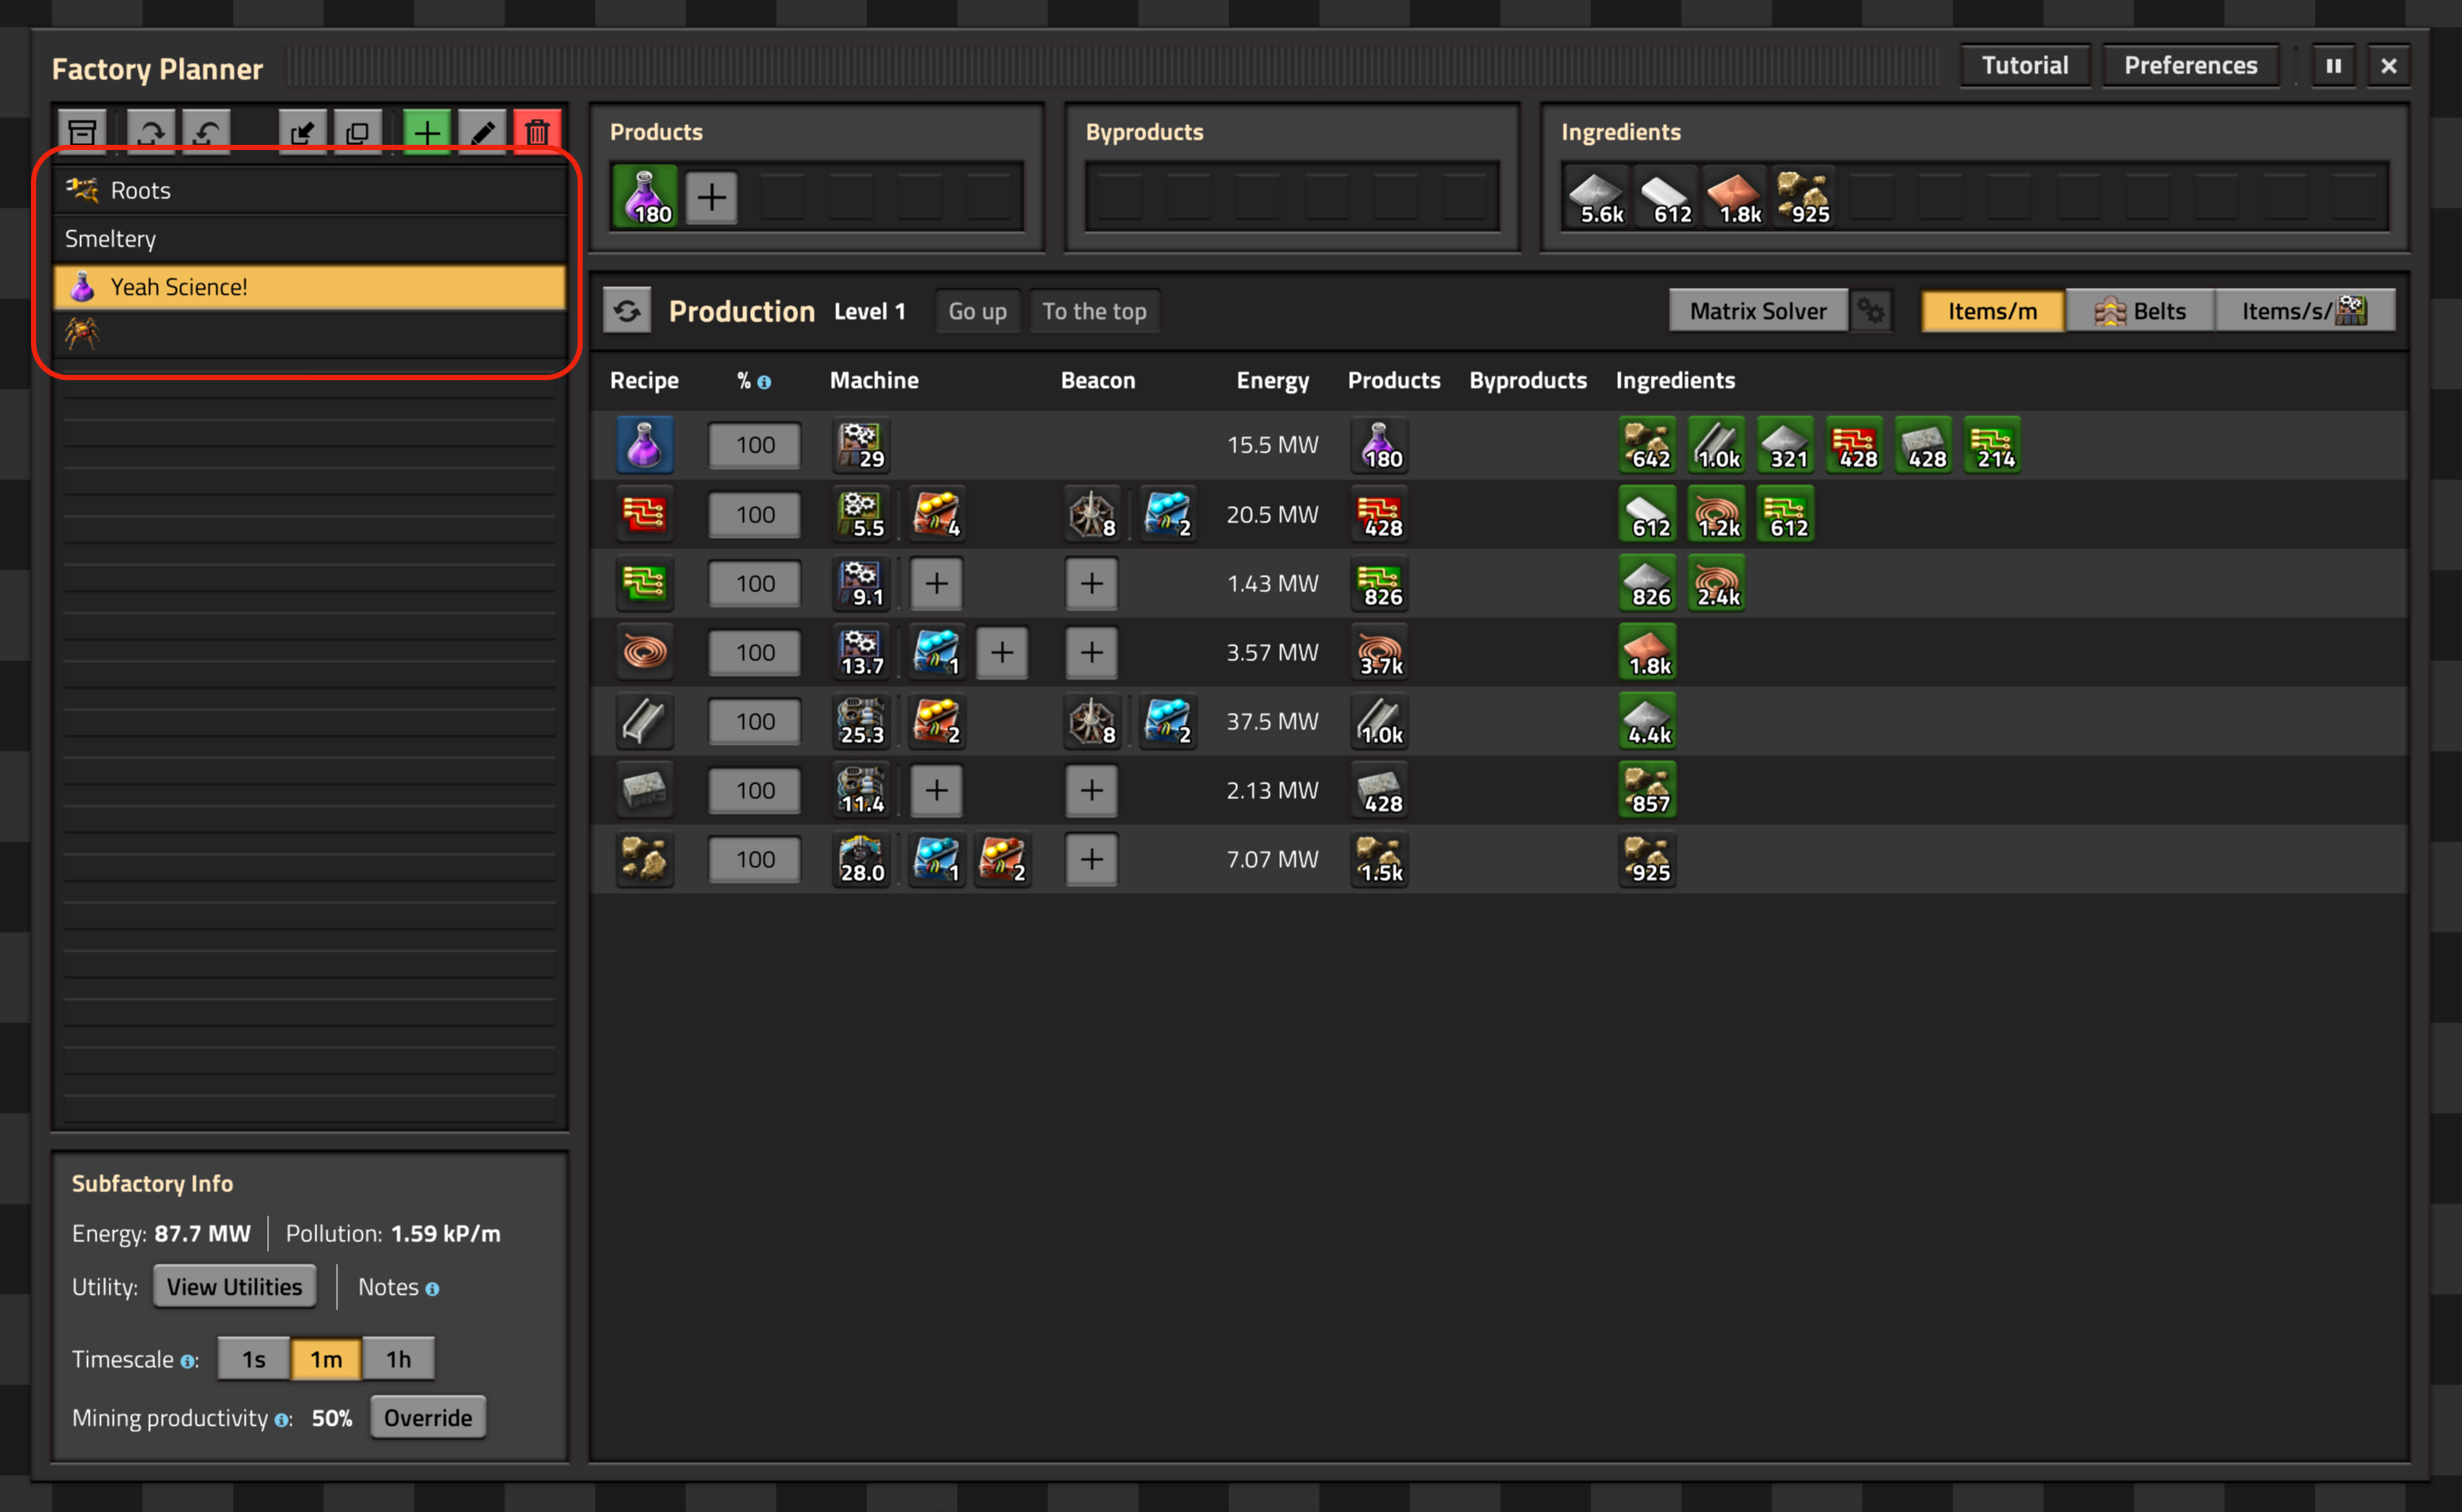 Factory Planner
Tutorial
Preferences
Roots
Smeltery
Yeah Science!
Products
180
Byproducts
Ingredients
5.6k 612 1.8k 925
Production Level 1 Go up To the top
Matrix Solver Items/m Belts Items/s/
Recipe % Machine Beacon Energy Products Byproducts Ingredients
100 29 15.5 MW 180 642 1.0k 321 428 428 214
100 5.5 4 8 2 20.5 MW 428 612 1.2k 612
100 9.1 1.43 MW 826 826 2.4k
100 13.7 1 3.57 MW 3.7k 1.8k
100 25.3 2 8 2 37.5 MW 1.0k 4.4k
100 11.4 2.13 MW 428 857
100 28.0 1 2 7.07 MW 1.5k 925
Subfactory Info
Energy: 87.7 MW Pollution: 1.59 kP/m
Utility: View Utilities Notes
Timescale : 1s 1m 1h
Mining productivity : 50% Override